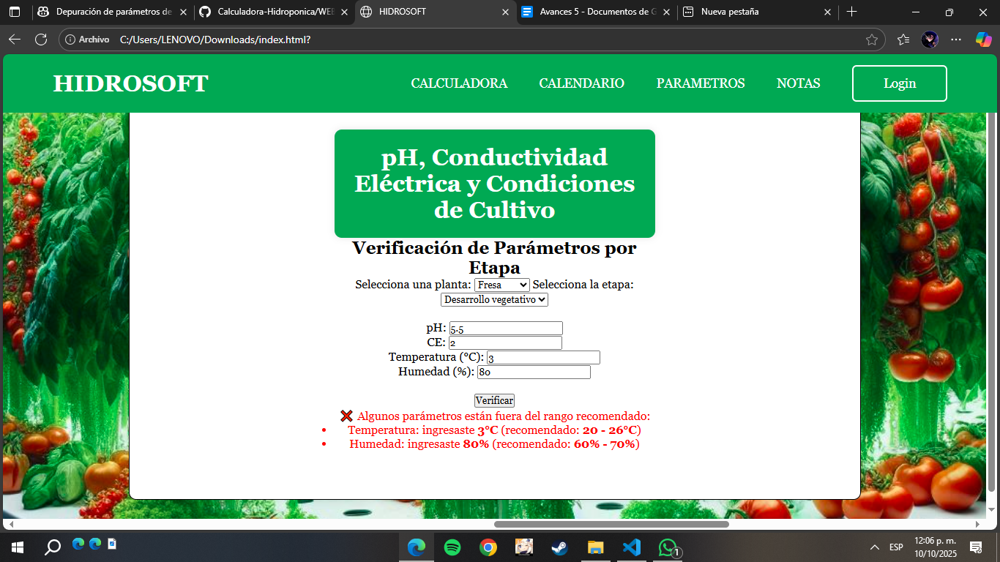 Depuración de parámetros de
Calculadora-Hidroponica/WEB
HIDROSOFT
Avances 5 - Documentos de G
Nueva pestaña
Archivo
C:/Users/LENOVO/Downloads/index.html?
HIDROSOFT
CALCULADORA
CALENDARIO
PARAMETROS
NOTAS
Login
pH, Conductividad
Eléctrica y Condiciones
de Cultivo
Verificación de Parámetros por
Etapa
Selecciona una planta: Fresa Selecciona la etapa:
Desarrollo vegetativo
pH: 5.5
CE: 2
Temperatura (°C): 3
Humedad (%): 80
Verificar
❌ Algunos parámetros están fuera del rango recomendado:
• Temperatura: ingresaste 3°C (recomendado: 20 - 26°C)
• Humedad: ingresaste 80% (recomendado: 60% - 70%)
1
ESP
12:06 p. m.
10/10/2025